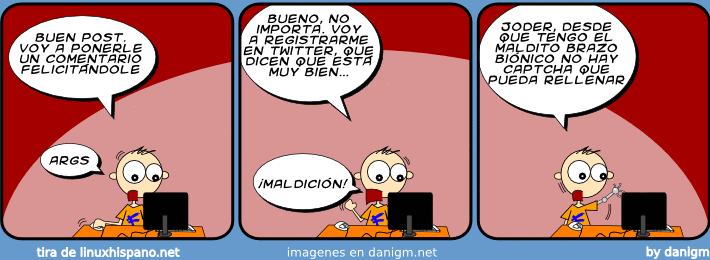 BUEN POST.
VOY A PONERLE
UN COMENTARIO
FELICITÁNDOLE
ARGS
BUENO, NO
IMPORTA. VOY
A REGISTRARME
EN TWITTER, QUE
DICEN QUE ESTÁ
MUY BIEN...
¡MALDICIÓN!
JODER, DESDE
QUE TENGO EL
MALDITO BRAZO
BIÓNICO NO HAY
CAPTCHA QUE
PUEDA RELLENAR
tira de linuxhispano.net
imagenes en danigm.net
by danigm